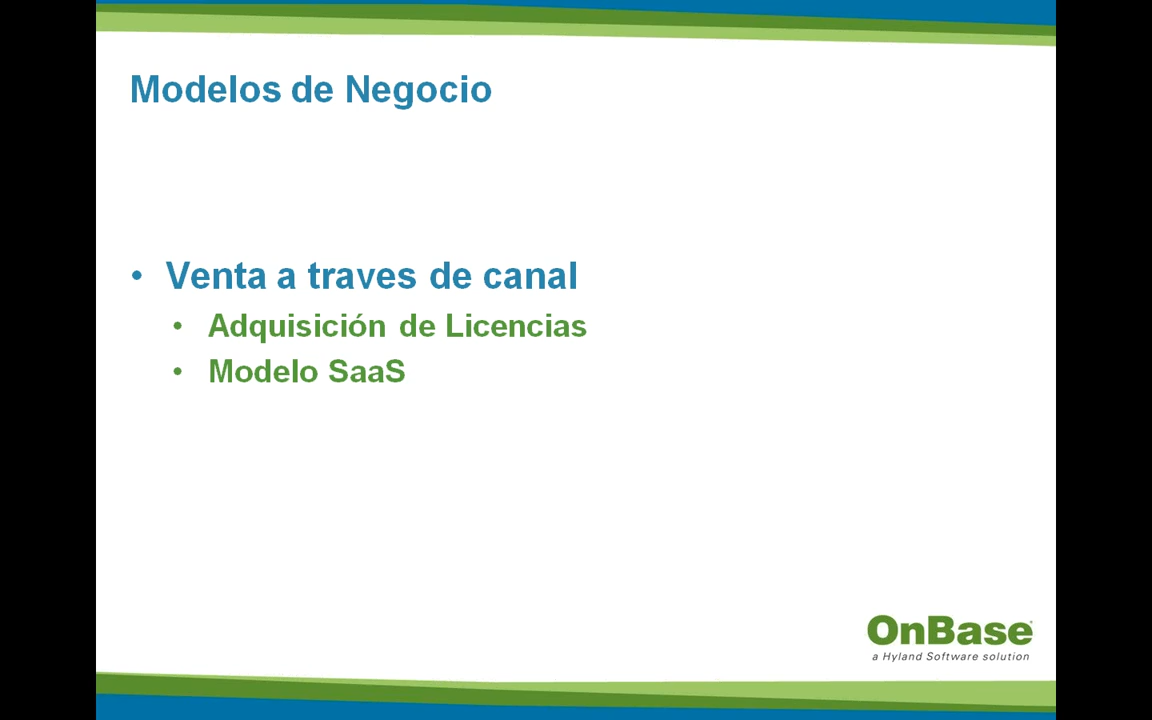 Modelos de Negocio
• Venta a traves de canal
• Adquisición de Licencias
• Modelo SaaS
OnBase
a Hyland Software solution